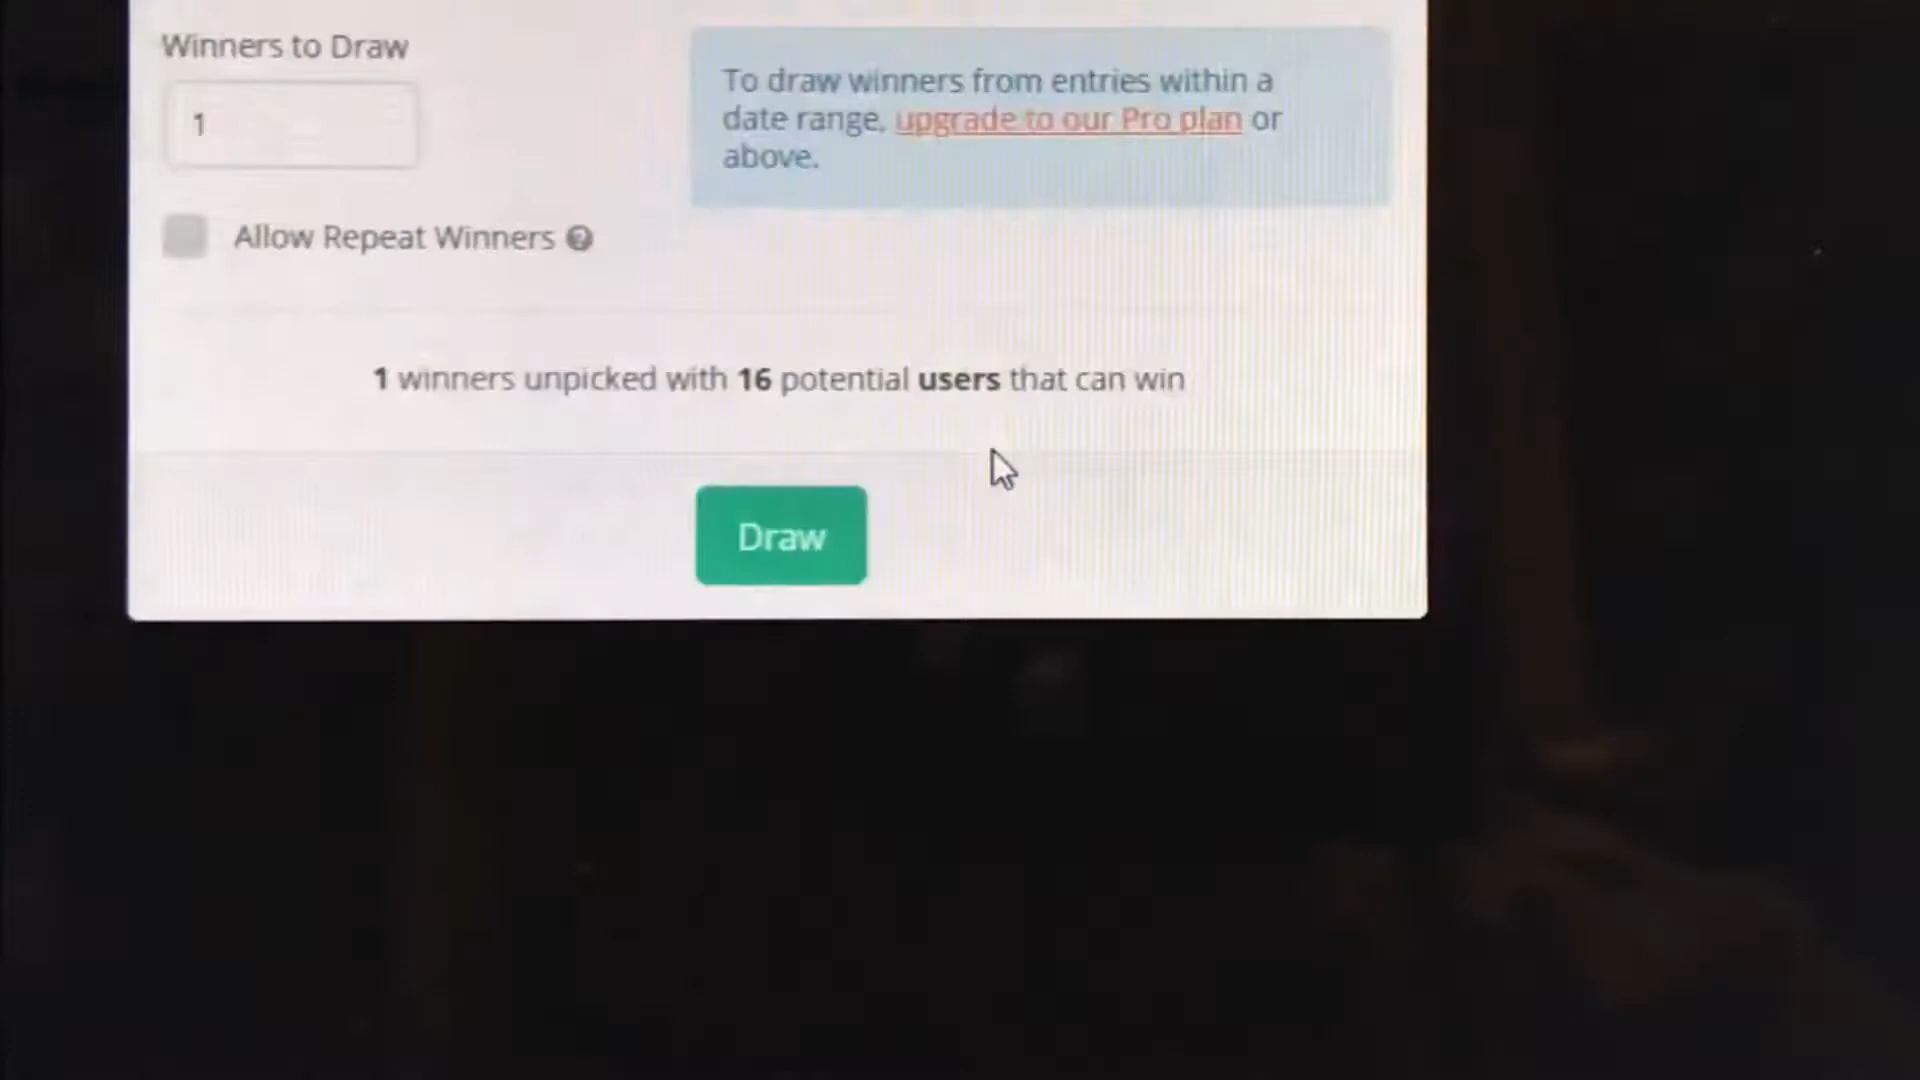 Winners to Draw
1
To draw winners from entries within a
date range, upgrade to our Pro plan or
above.
Allow Repeat Winners
1 winners unpicked with 16 potential users that can win
Draw